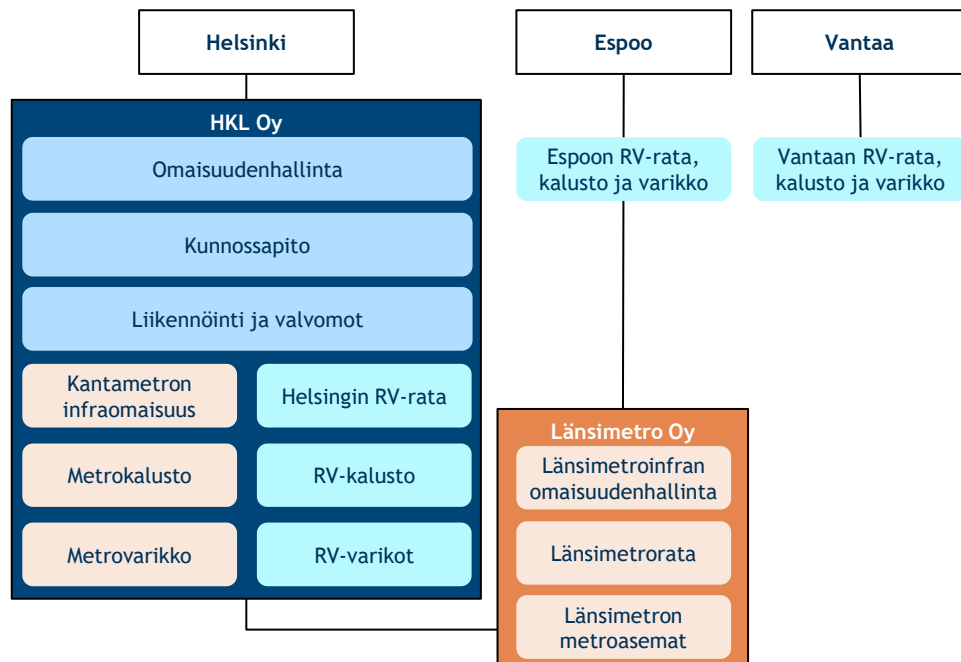 Helsinki
Espoo
Vantaa
HKL Oy
Omaisuudenhallinta
Kunnossapito
Liikennöinti ja valvomot
Kantametron
infraomaisuus
Helsingin RV-rata
Metrokalusto
RV-kalusto
Metrovarikko
RV-varikot
Espoon RV-rata,
kalusto ja varikko
Vantaan RV-rata,
kalusto ja varikko
Länsimetro Oy
Länsimetroinfran
omaisuudenhallinta
Länsimetrorata
Länsimetron
metroasemat